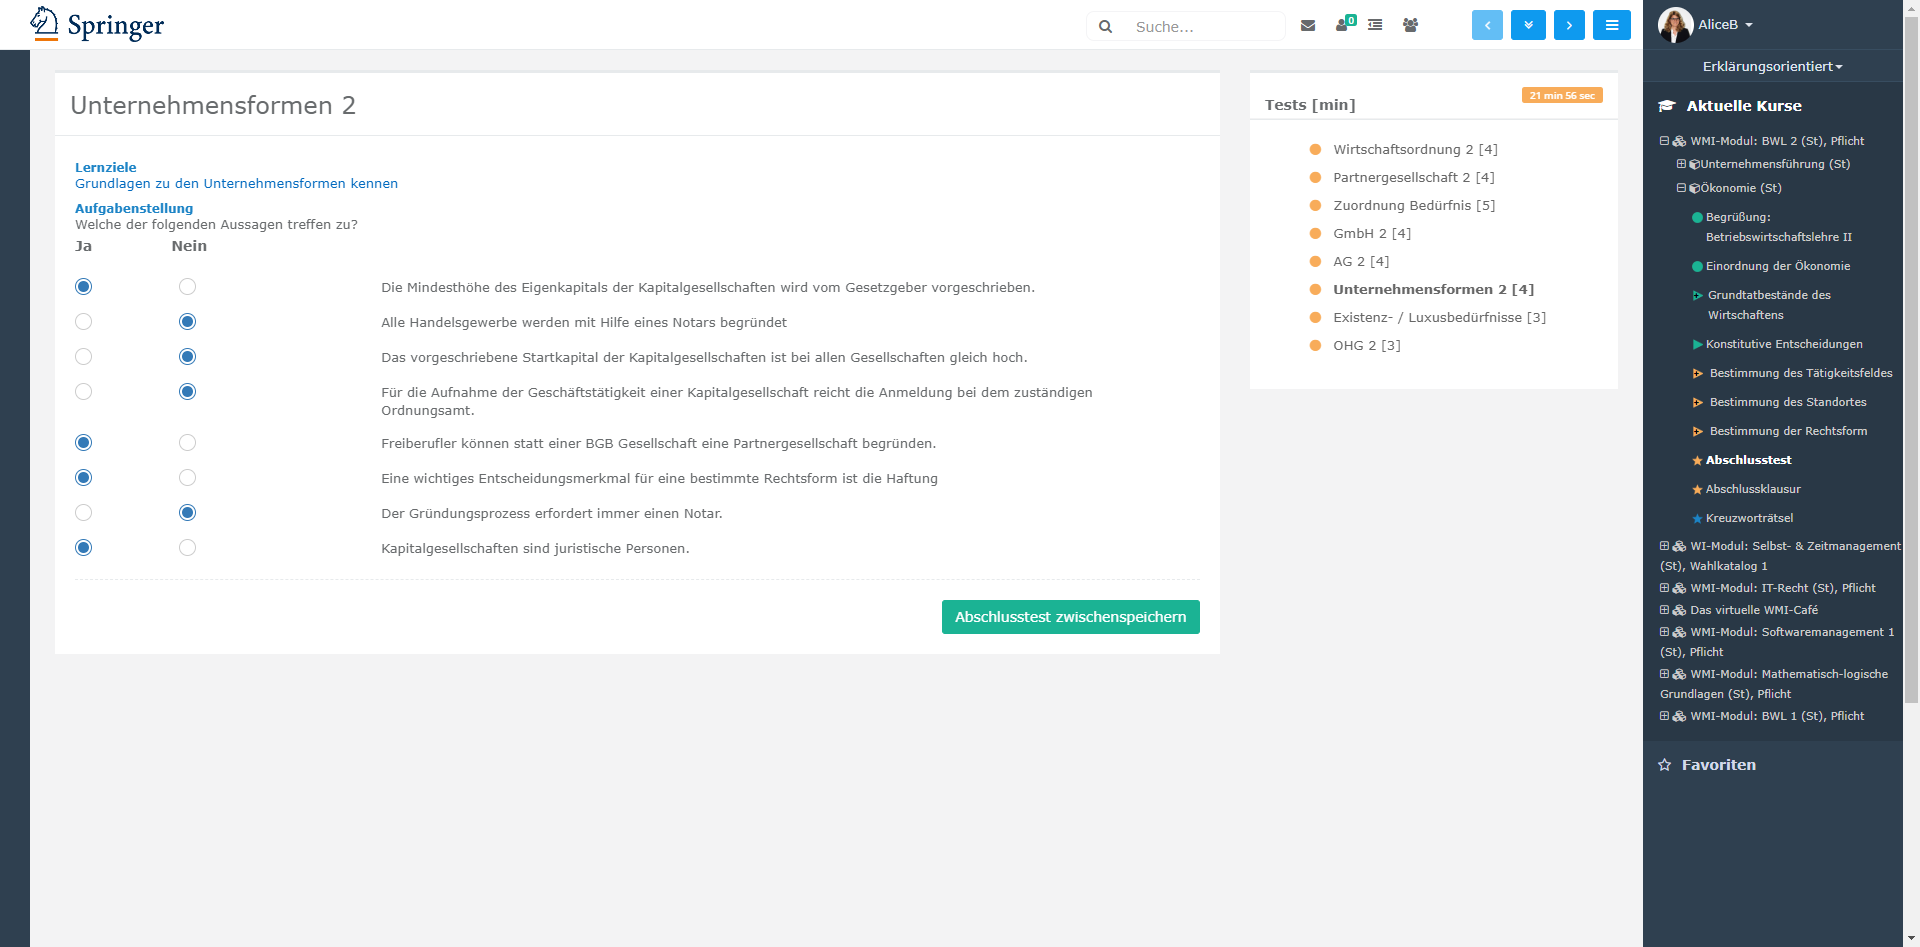 Springer
Suche...
0
AliceB
Erklärungsorientiert
Unternehmensformen 2
Lernziele
Grundlagen zu den Unternehmensformen kennen
Aufgabenstellung
Welche der folgenden Aussagen treffen zu?
Ja Nein
Die Mindesthöhe des Eigenkapitals der Kapitalgesellschaften wird vom Gesetzgeber vorgeschrieben.
Alle Handelsgewerbe werden mit Hilfe eines Notars begründet
Das vorgeschriebene Startkapital der Kapitalgesellschaften ist bei allen Gesellschaften gleich hoch.
Für die Aufnahme der Geschäftstätigkeit einer Kapitalgesellschaft reicht die Anmeldung bei dem zuständigen
Ordnungsamt.
Freiberufler können statt einer BGB Gesellschaft eine Partnergesellschaft begründen.
Eine wichtiges Entscheidungsmerkmal für eine bestimmte Rechtsform ist die Haftung
Der Gründungsprozess erfordert immer einen Notar.
Kapitalgesellschaften sind juristische Personen.
Abschlusstest zwischenspeichern
Tests [min]
21 min 56 sec
Wirtschaftsordnung 2 [4]
Partnergesellschaft 2 [4]
Zuordnung Bedürfnis [5]
GmbH 2 [4]
AG 2 [4]
Unternehmensformen 2 [4]
Existenz- / Luxusbedürfnisse [3]
OHG 2 [3]
Aktuelle Kurse
WMI-Modul: BWL 2 (St), Pflicht
Unternehmensführung (St)
Ökonomie (St)
Begrüßung:
Betriebswirtschaftslehre II
Einordnung der Ökonomie
Grundtatbestände des
Wirtschaftens
Konstitutive Entscheidungen
Bestimmung des Tätigkeitsfeldes
Bestimmung des Standortes
Bestimmung der Rechtsform
Abschlusstest
Abschlussklausur
Kreuzworträtsel
WI-Modul: Selbst- & Zeitmanagement
(St), Wahlkatalog 1
WMI-Modul: IT-Recht (St), Pflicht
Das virtuelle WMI-Café
WMI-Modul: Softwaremanagement 1
(St), Pflicht
WMI-Modul: Mathematisch-logische
Grundlagen (St), Pflicht
WMI-Modul: BWL 1 (St), Pflicht
Favoriten